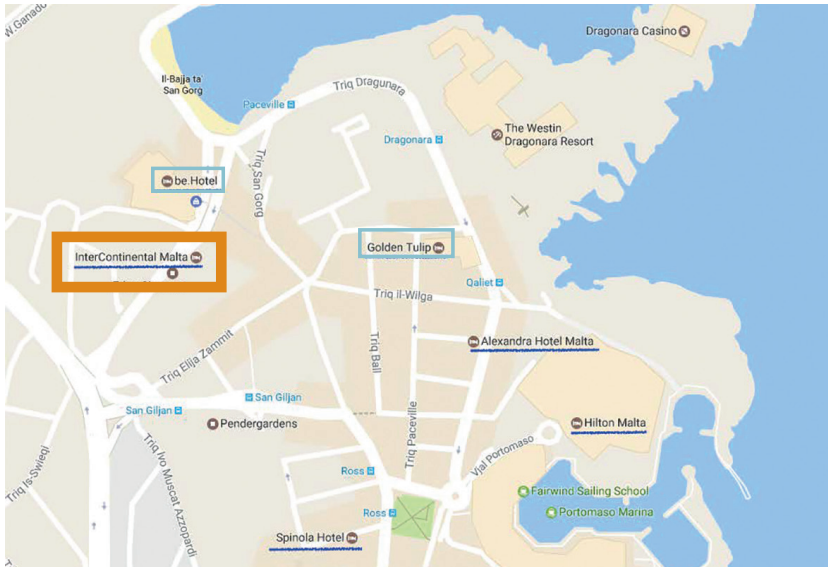 W.Ganado
Dragonara Casino
Il-Bajja ta
San Gorg
Triq Dragunara
Paceville
The Westin
Dragonara Resort
Dragonara
Triq San Gorg
be.Hotel
InterContinental Malta
Golden Tulip
Qaliet
Triq il-Wilga
Triq Elija Zammit
Triq Ball
Alexandra Hotel Malta
San Giljan
San Giljan
Triq Paceville
Hilton Malta
Pendergardens
Vjal Portomaso
Triq Is-Swieqi
Triq Ivo Muscat Azzopardi
Ross
Fairwind Sailing School
Portomaso Marina
Ross
Spinola Hotel